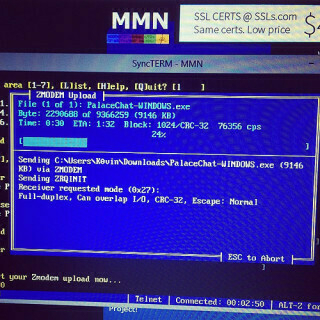 MMN
SSL CERTS @ SSLs.com
Same certs. Low price
SyncTERM - MMN
area [1-7], [L]ist, [H]elp, [Q]uit? [1 ]
ZMODEM Upload
File (1 of 1): PalaceChat-WINDOWS.exe
Byte: 2290688 of 9366259 (9146 KB)
Time: 0:30 ETA: 1:32 Block: 1024/CRC-32 76356 cps
24%
Sending C:\Users\Kevin\Downloads\PalaceChat-WINDOWS.exe (9146
KB) via ZMODEM
Sending ZRQINIT
Receiver requested mode (0x27):
Full-duplex, Can overlap I/O, CRC-32, Escape: Normal
ESC to Abort
t your Zmodem upload now...
Telnet | Connected: 00:02:50 | ALT-Z for
Project!